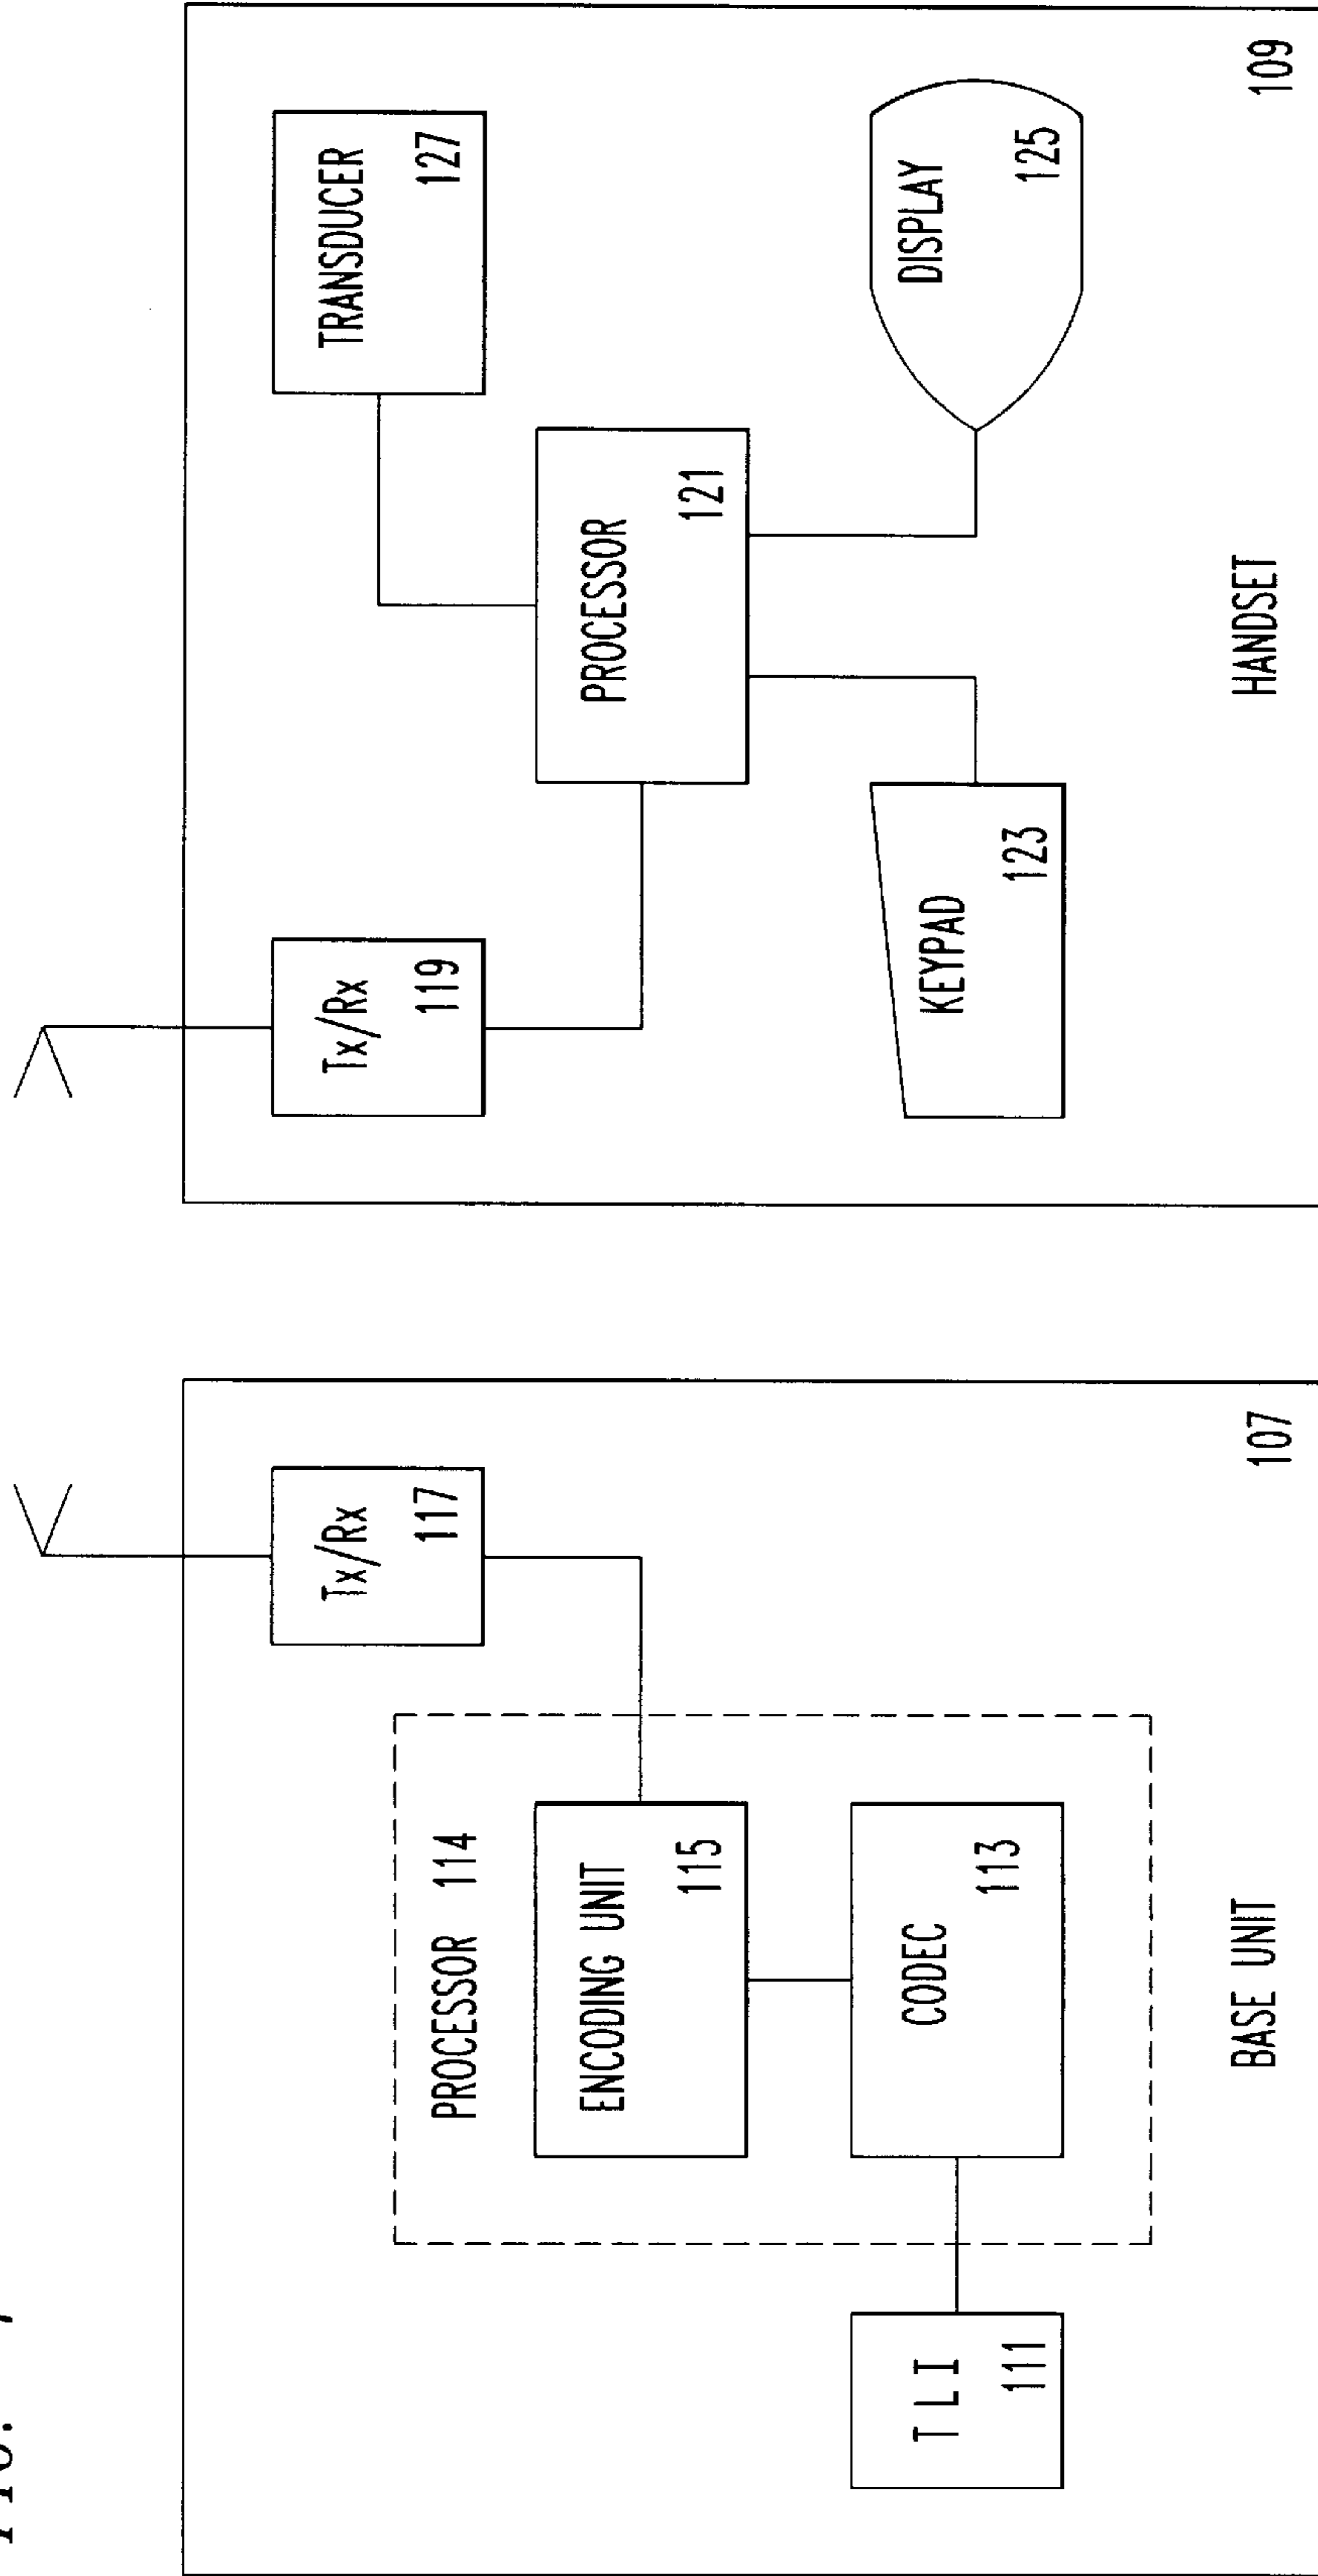 Tx/Rx
117
PROCESSOR 114
ENCODING UNIT
115
CODEC
113
T L I
111
BASE UNIT
107
Tx/Rx
119
TRANSDUCER
127
PROCESSOR
121
KEYPAD
123
DISPLAY
125
HANDSET
109